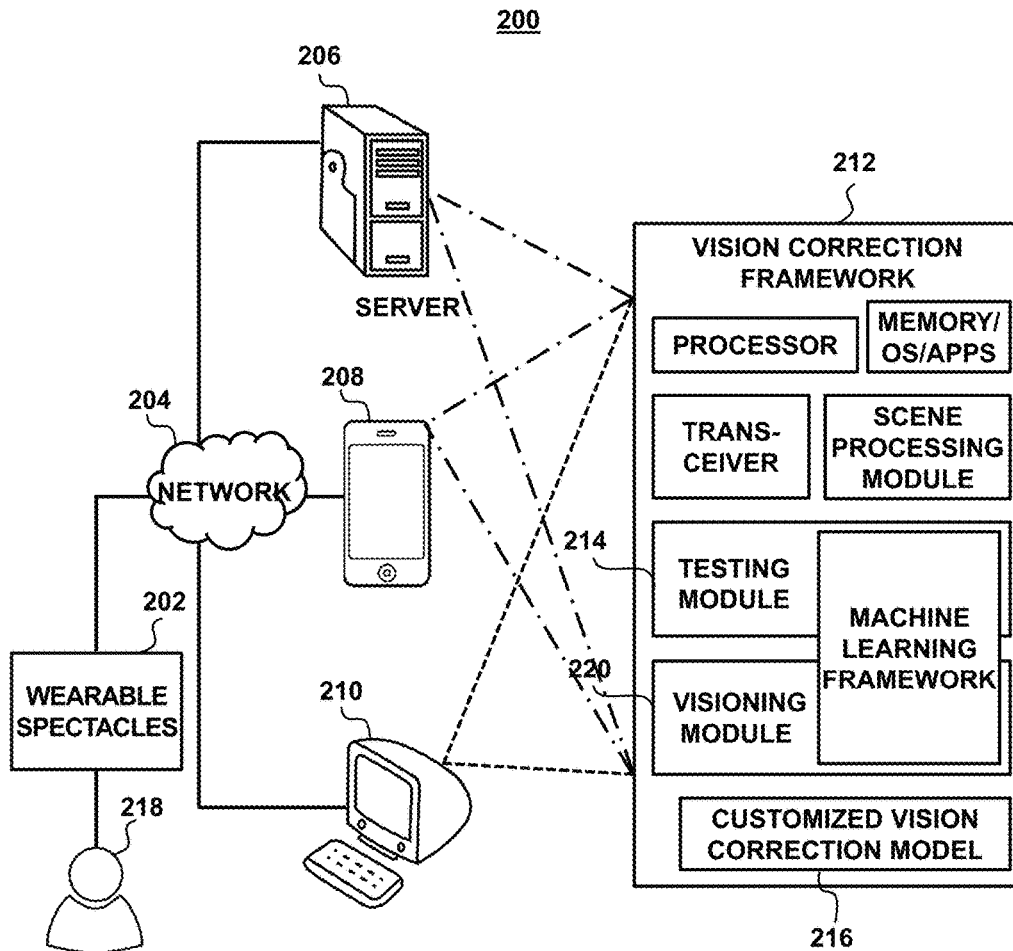 200
206
SERVER
204
NETWORK
208
202
WEARABLE
SPECTACLES
218
210
212
VISION CORRECTION
FRAMEWORK
PROCESSOR
MEMORY/
OS/APPS
TRANS-
CEIVER
SCENE
PROCESSING
MODULE
214
TESTING
MODULE
MACHINE
LEARNING
FRAMEWORK
220
VISIONING
MODULE
CUSTOMIZED VISION
CORRECTION MODEL
216